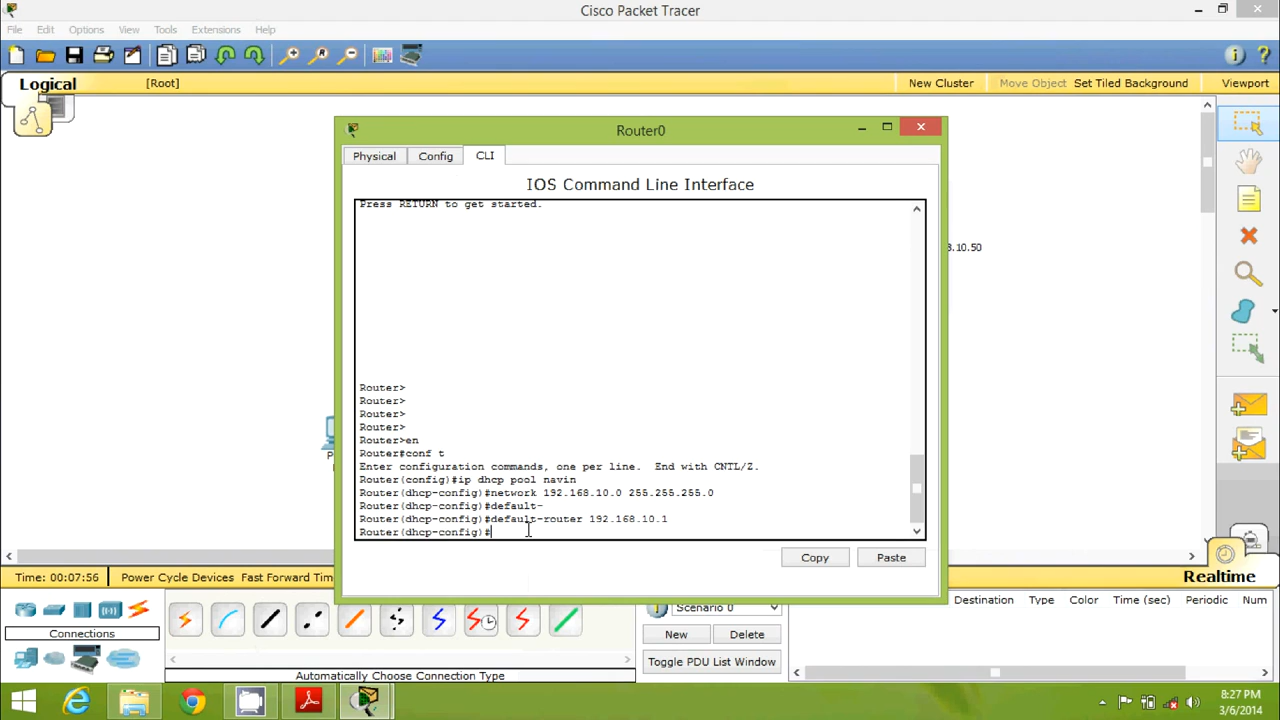 Cisco Packet Tracer
File Edit Options View Tools Extensions Help
Logical [Root] New Cluster Move Object Set Tiled Background Viewport
Router0
Physical Config CLI
IOS Command Line Interface
Press RETURN to get started.
.10.50
Router>
Router>
Router>
Router>
Router>en
Router#conf t
Enter configuration commands, one per line. End with CNTL/Z.
Router(config)#ip dhcp pool navin
Router(dhcp-config)#network 192.168.10.0 255.255.255.0
Router(dhcp-config)#default-
Router(dhcp-config)#default-router 192.168.10.1
Router(dhcp-config)#
Copy Paste
Time: 00:07:56 Power Cycle Devices Fast Forward Tim
Realtime
Scenario 0
Destination Type Color Time (sec) Periodic Num
Connections
New Delete
Toggle PDU List Window
Automatically Choose Connection Type
8:27 PM
3/6/2014